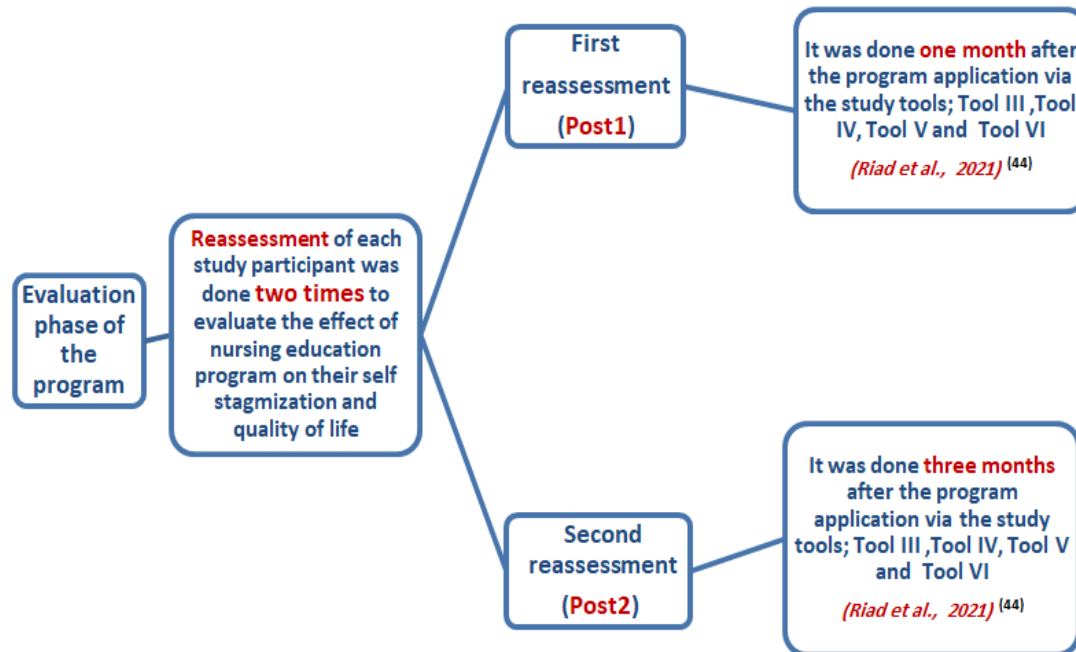 Evaluation
phase of
the
program
Reassessment of each
study participant was
done two times to
evaluate the effect of
nursing education
program on their self
stagmization and
quality of life
First
reassessment
(Post1)
It was done one month after
the program application via
the study tools; Tool III ,Tool
IV, Tool V and Tool VI
(Riad et al., 2021) (44)
Second
reassessment
(Post2)
It was done three months
after the program
application via the study
tools; Tool III ,Tool IV, Tool V
and Tool VI
(Riad et al., 2021) (44)